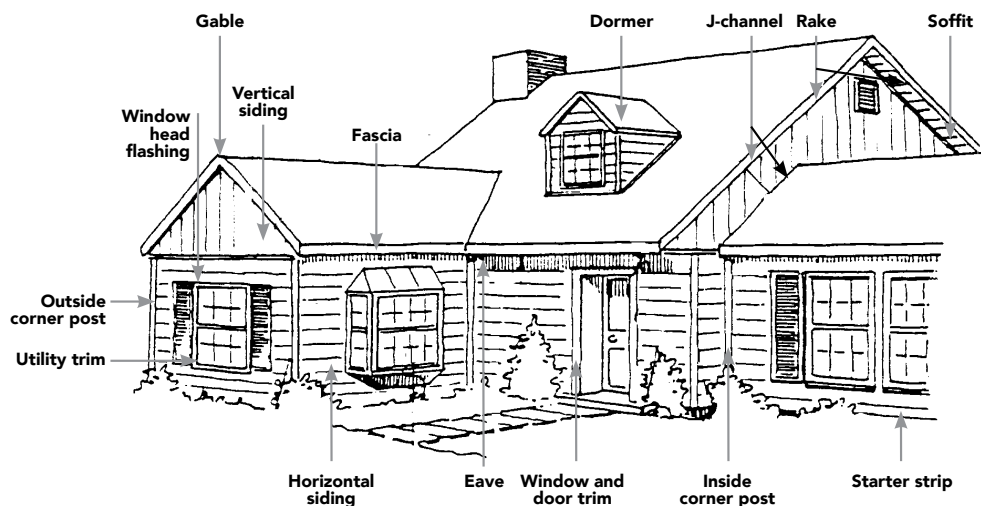 Gable
Dormer
J-channel
Rake
Soffit
Vertical
siding
Window
head
flashing
Fascia
Outside
corner post
Utility trim
Horizontal
siding
Eave
Window and
door trim
Inside
corner post
Starter strip